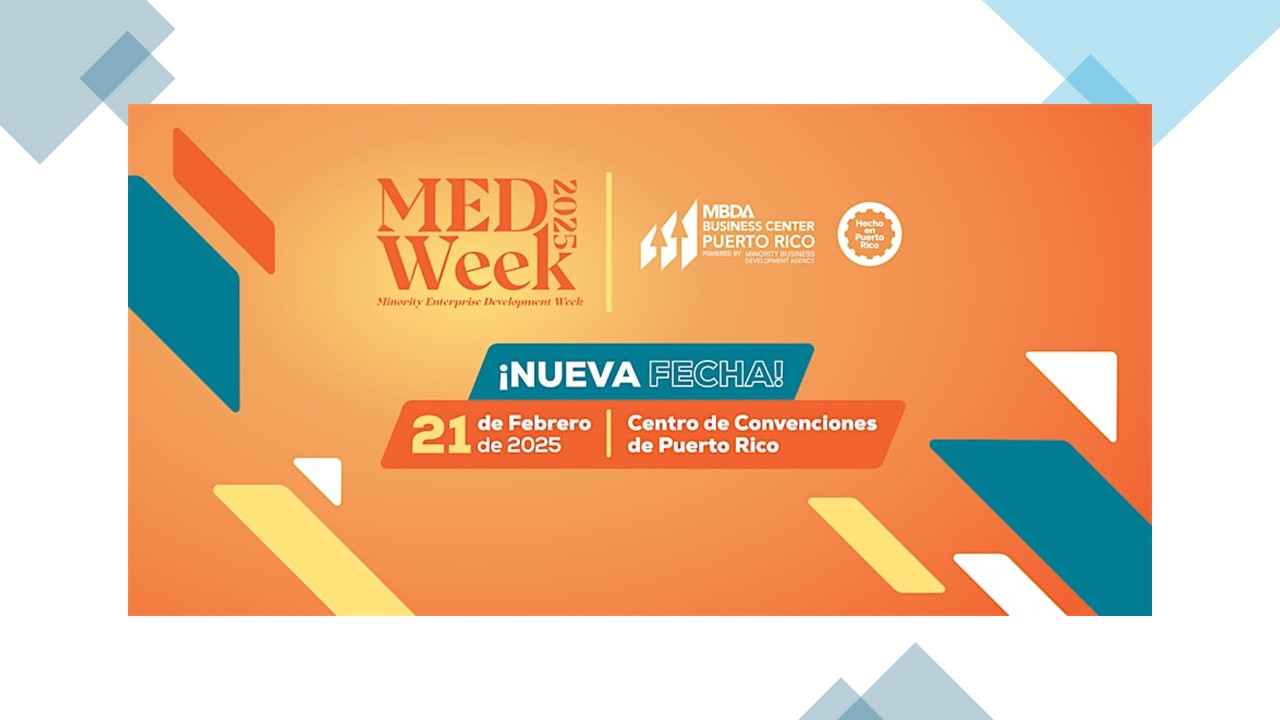 MED
Week
2025
Minority Enterprise Development Week
MBDA
BUSINESS CENTER
PUERTO RICO
POWERED BY MINORITY BUSINESS
DEVELOPMENT AGENCY
Hecho
en
Puerto
Rico
¡NUEVA FECHA!
21 de Febrero
de 2025
Centro de Convenciones
de Puerto Rico